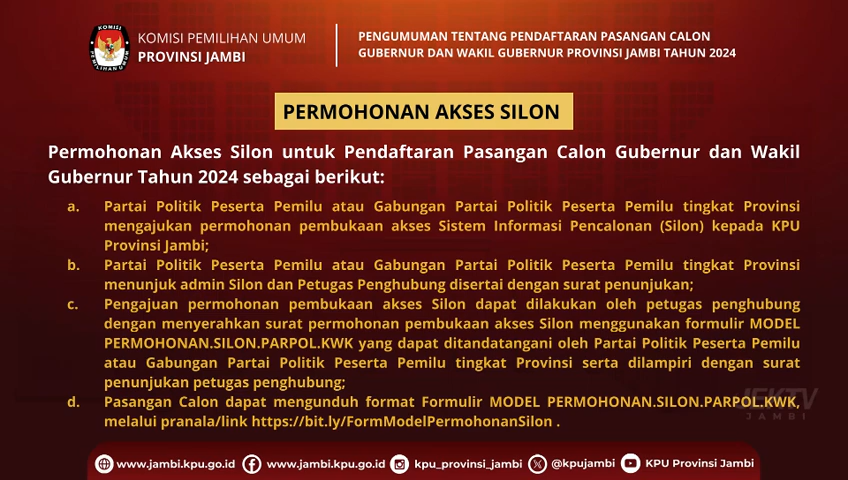 KOMISI
PEMILIHAN UMUM
KOMISI PEMILIHAN UMUM
PROVINSI JAMBI
PENGUMUMAN TENTANG PENDAFTARAN PASANGAN CALON
GUBERNUR DAN WAKIL GUBERNUR PROVINSI JAMBI TAHUN 2024
PERMOHONAN AKSES SILON
Permohonan Akses Silon untuk Pendaftaran Pasangan Calon Gubernur dan Wakil
Gubernur Tahun 2024 sebagai berikut:
a. Partai Politik Peserta Pemilu atau Gabungan Partai Politik Peserta Pemilu tingkat Provinsi
mengajukan permohonan pembukaan akses Sistem Informasi Pencalonan (Silon) kepada KPU
Provinsi Jambi;
b. Partai Politik Peserta Pemilu atau Gabungan Partai Politik Peserta Pemilu tingkat Provinsi
menunjuk admin Silon dan Petugas Penghubung disertai dengan surat penunjukan;
c. Pengajuan permohonan pembukaan akses Silon dapat dilakukan oleh petugas penghubung
dengan menyerahkan surat permohonan pembukaan akses Silon menggunakan formulir MODEL
PERMOHONAN.SILON.PARPOL.KWK yang dapat ditandatangani oleh Partai Politik Peserta Pemilu
atau Gabungan Partai Politik Peserta Pemilu tingkat Provinsi serta dilampiri dengan surat
penunjukan petugas penghubung;
d. Pasangan Calon dapat mengunduh format Formulir MODEL PERMOHONAN.SILON.PARPOL.KWK,
melalui pranala/link https://bit.ly/FormModelPermohonanSilon .
JEKTV
JAMBI
www.jambi.kpu.go.id www.jambi.kpu.go.id kpu_provinsi_jambi @kpujambi KPU Provinsi Jambi